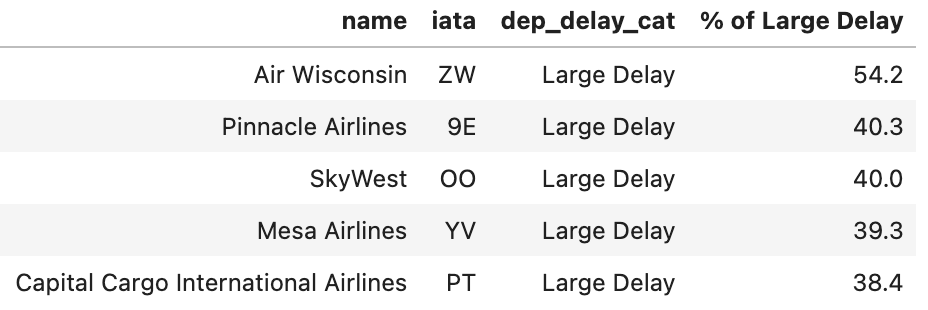 name iata dep_delay_cat % of Large Delay
Air Wisconsin ZW Large Delay 54.2
Pinnacle Airlines 9E Large Delay 40.3
SkyWest OO Large Delay 40.0
Mesa Airlines YV Large Delay 39.3
Capital Cargo International Airlines PT Large Delay 38.4